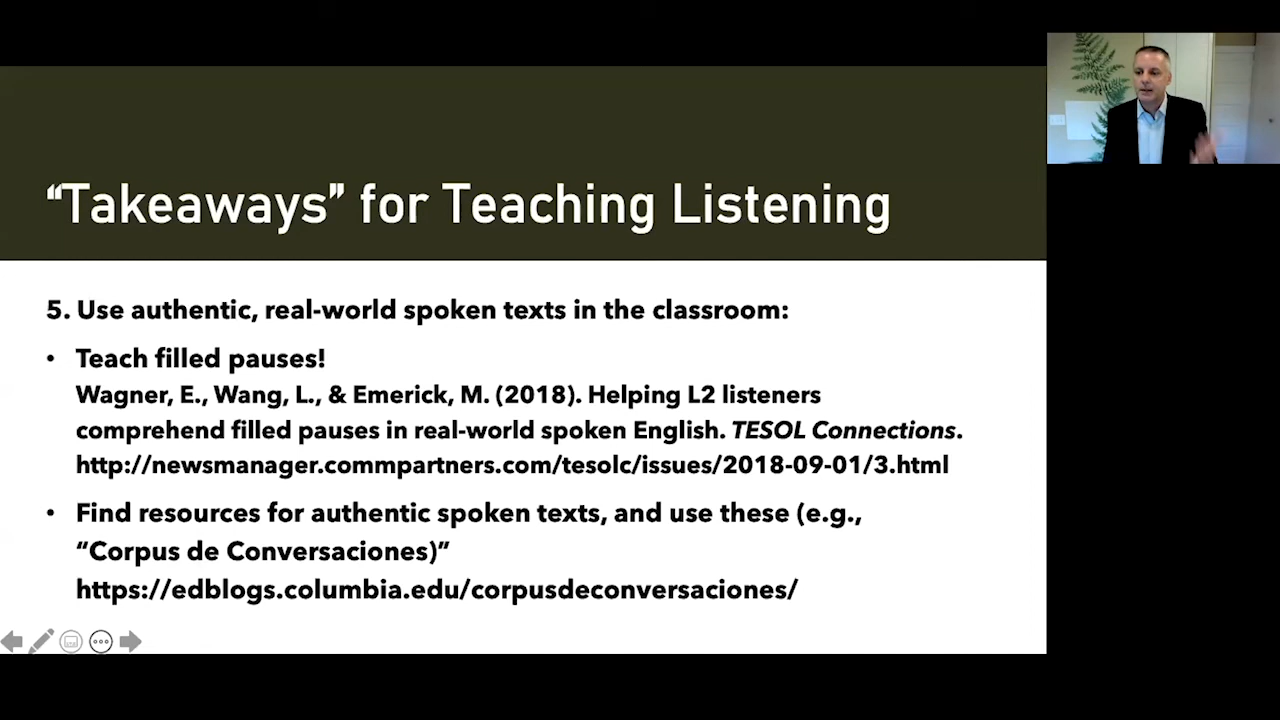 “Takeaways” for Teaching Listening
5. Use authentic, real-world spoken texts in the classroom:
• Teach filled pauses!
Wagner, E., Wang, L., & Emerick, M. (2018). Helping L2 listeners
comprehend filled pauses in real-world spoken English. TESOL Connections.
http://newsmanager.commpartners.com/tesolc/issues/2018-09-01/3.html
• Find resources for authentic spoken texts, and use these (e.g.,
“Corpus de Conversaciones)”
https://edblogs.columbia.edu/corpusdeconversaciones/